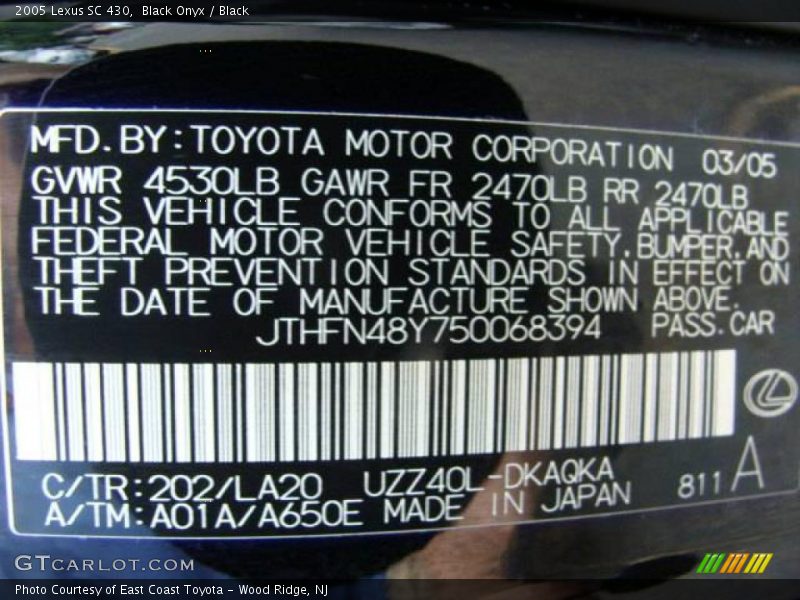 2005 Lexus SC 430, Black Onyx / Black
MFD. BY: TOYOTA MOTOR CORPORATION 03/05
GVWR 4530LB GAWR FR 2470LB RR 2470LB
THIS VEHICLE CONFORMS TO ALL APPLICABLE
FEDERAL MOTOR VEHICLE SAFETY, BUMPER, AND
THEFT PREVENTION STANDARDS IN EFFECT ON
THE DATE OF MANUFACTURE SHOWN ABOVE.
JTHFN48Y750068394 PASS. CAR
C/TR: 202/LA20 UZZ40L-DKAQKA
A/TM: A01A/A650E MADE IN JAPAN 811 A
GTCARLOT.COM
Photo Courtesy of East Coast Toyota - Wood Ridge, NJ